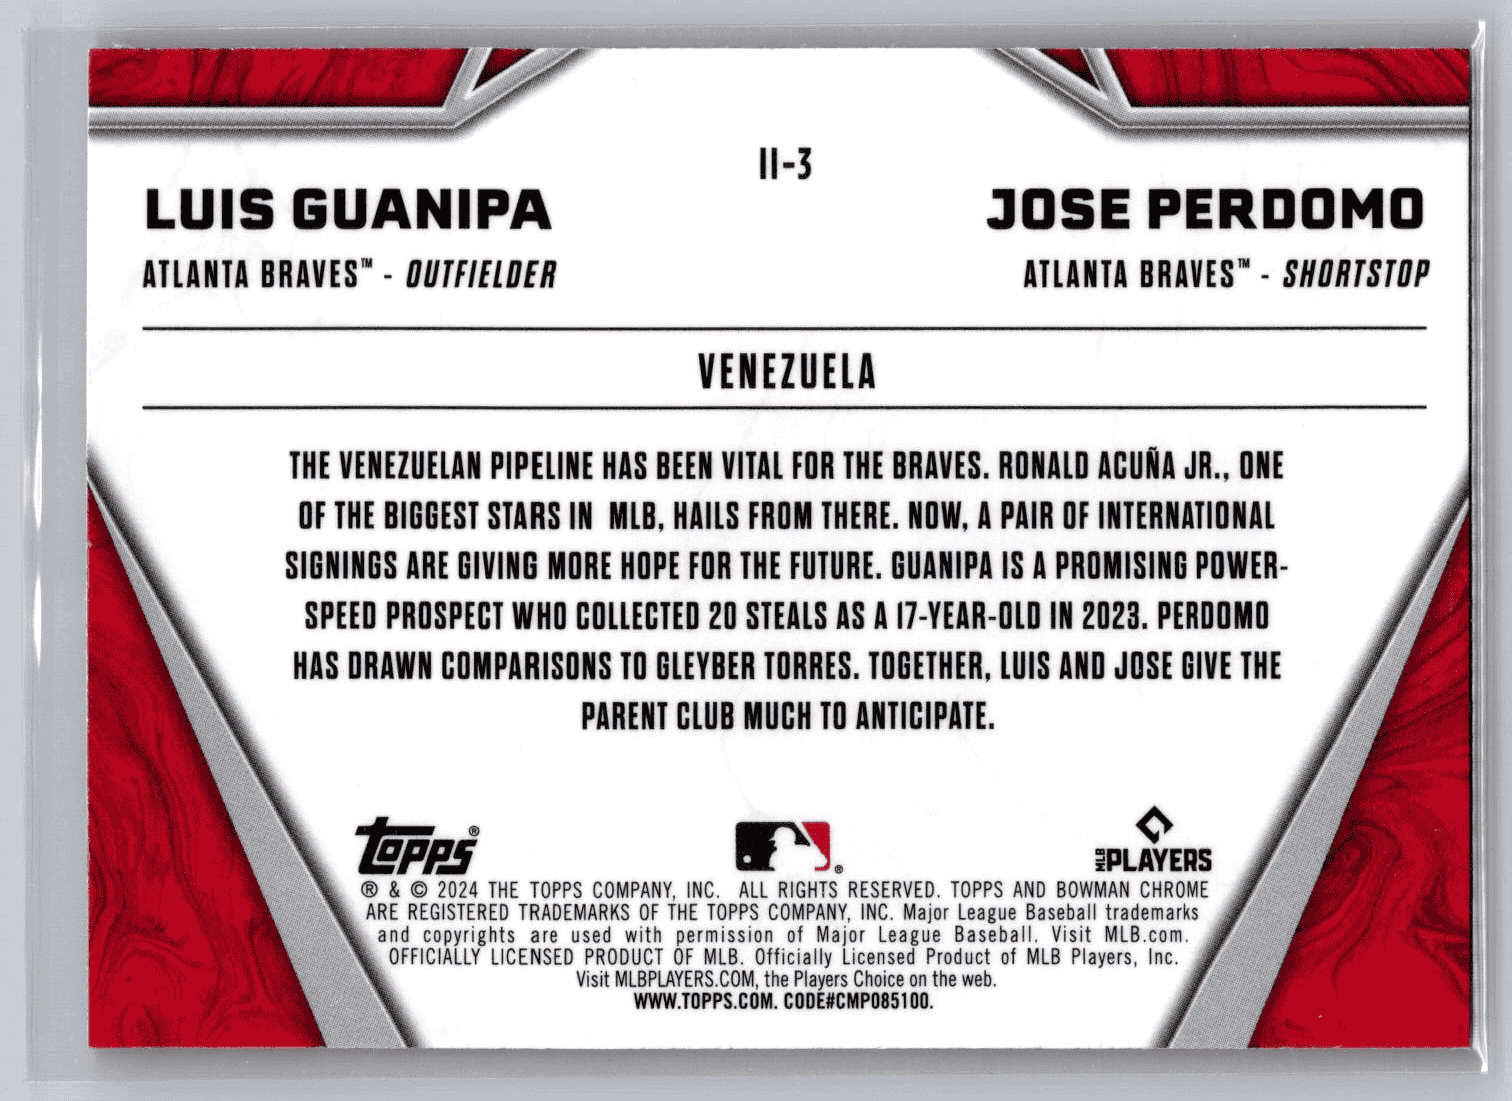 II-3
LUIS GUANIPA
ATLANTA BRAVES™ - OUTFIELDER
JOSE PERDOMO
ATLANTA BRAVES™ - SHORTSTOP
VENEZUELA
THE VENEZUELAN PIPELINE HAS BEEN VITAL FOR THE BRAVES. RONALD ACUÑA JR., ONE
OF THE BIGGEST STARS IN MLB, HAILS FROM THERE. NOW, A PAIR OF INTERNATIONAL
SIGNINGS ARE GIVING MORE HOPE FOR THE FUTURE. GUANIPA IS A PROMISING POWER-
SPEED PROSPECT WHO COLLECTED 20 STEALS AS A 17-YEAR-OLD IN 2023. PERDOMO
HAS DRAWN COMPARISONS TO GLEYBER TORRES. TOGETHER, LUIS AND JOSE GIVE THE
PARENT CLUB MUCH TO ANTICIPATE.
Topps®
®
MLB PLAYERS
® & © 2024 THE TOPPS COMPANY, INC. ALL RIGHTS RESERVED. TOPPS AND BOWMAN CHROME
ARE REGISTERED TRADEMARKS OF THE TOPPS COMPANY, INC. Major League Baseball trademarks
and copyrights are used with permission of Major League Baseball. Visit MLB.com.
OFFICIALLY LICENSED PRODUCT OF MLB. Officially Licensed Product of MLB Players, Inc.
Visit MLBPLAYERS.COM, the Players Choice on the web.
WWW.TOPPS.COM. CODE#CMP085100.